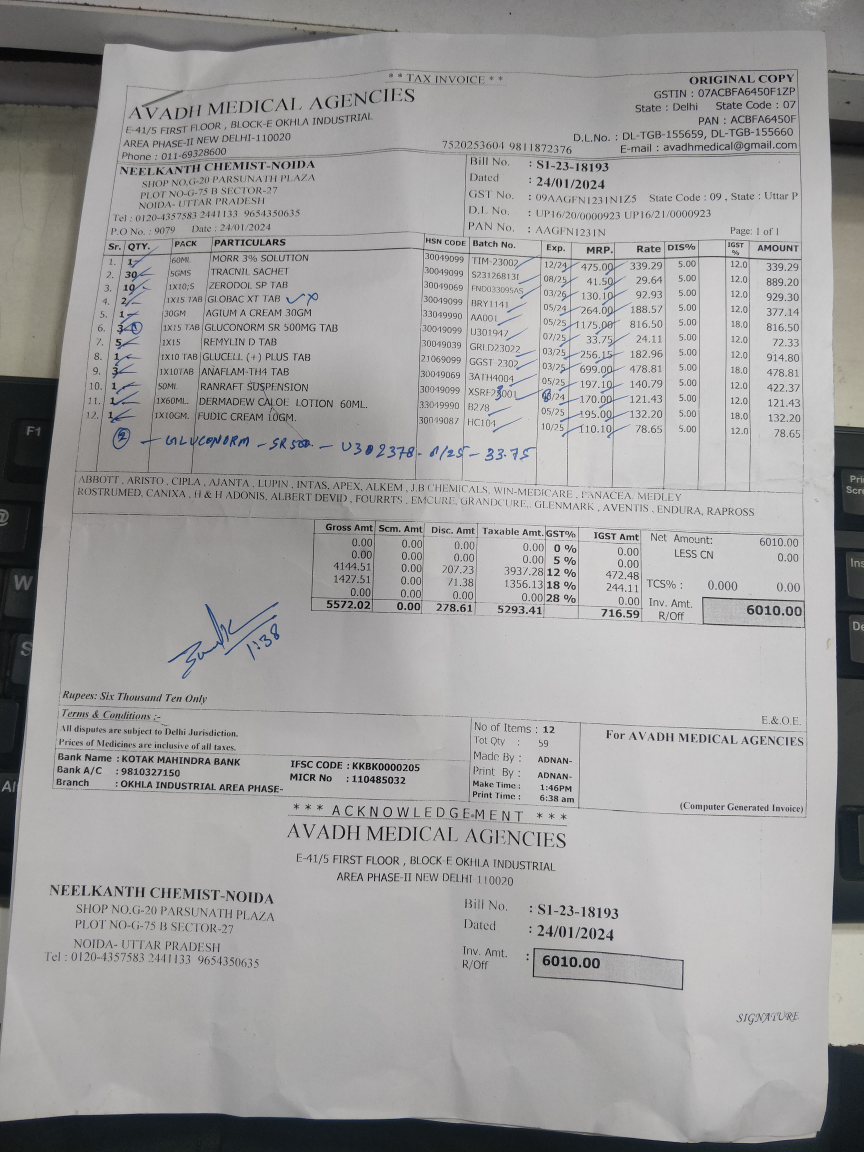 * * TAX INVOICE * *
ORIGINAL COPY
AVADH MEDICAL AGENCIES
E-41/5 FIRST FLOOR , BLOCK-E OKHLA INDUSTRIAL
AREA PHASE-II NEW DELHI-110020
Phone : 011-69328600
GSTIN : 07ACBFA6450F1ZP
State : Delhi State Code : 07
PAN : ACBFA6450F
D.L.No. : DL-TGB-155659, DL-TGB-155660
7520253604 9811872376 E-mail : avadhmedical@gmail.com
NEELKANTH CHEMIST-NOIDA
SHOP NO,G-20 PARSUNATH PLAZA
PLOT NO-G-75 B SECTOR-27
NOIDA- UTTAR PRADESH
Tel : 0120-4357583 2441133 9654350635
P.O No. : 9079 Date : 24/01/2024
Bill No. : S1-23-18193
Dated : 24/01/2024
GST No. : 09AAGFN1231N1Z5 State Code : 09 , State : Uttar P
D.L. No. : UP16/20/0000923 UP16/21/0000923
PAN No. : AAGFN1231N
Page: 1 of 1
Sr. QTY. PACK PARTICULARS HSN CODE Batch No. Exp. MRP. Rate DIS% IGST % AMOUNT
1. 1 60ML MORR 3% SOLUTION 30049099 TIM-23002 12/24 475.00 339.29 5.00 12.0 339.29
2. 30 5GMS TRACNIL SACHET 30049099 S23126813I 08/25 41.50 29.64 5.00 12.0 889.20
3. 10 1X10;S ZERODOL SP TAB 30049069 FND033095AS 03/26 130.10 92.93 5.00 12.0 929.30
4. 2 1X15 TAB GLOBAC XT TAB 30049099 BRY1141 05/24 264.00 188.57 5.00 12.0 377.14
5. 1 30GM AGIUM A CREAM 30GM 33049990 AA001 05/25 1175.00 816.50 5.00 18.0 816.50
6. 3 1X15 TAB GLUCONORM SR 500MG TAB 30049099 U301947 07/25 33.75 24.11 5.00 12.0 72.33
7. 5 1X15 REMYLIN D TAB 30049039 GRLD23022 03/25 256.15 182.96 5.00 12.0 914.80
8. 1 1X10 TAB GLUCELL (+) PLUS TAB 21069099 GGST 2302 03/25 699.00 478.81 5.00 18.0 478.81
9. 3 1X10TAB ANAFLAM-TH4 TAB 30049069 3ATH4004 05/25 197.10 140.79 5.00 12.0 422.37
10. 1 50ML RANRAFT SUSPENSION 30049099 XSRF23001 8/24 170.00 121.43 5.00 12.0 121.43
11. 1 1X60ML. DERMADEW CALOE LOTION 60ML. 33049990 B278 05/25 195.00 132.20 5.00 18.0 132.20
12. 1 1X10GM. FUDIC CREAM 10GM. 30049087 HC104 10/25 110.10 78.65 5.00 12.0 78.65
② - GLUCONORM - SR500 - U302378 - 8/25 - 33.75
ABBOTT , ARISTO , CIPLA , AJANTA , LUPIN , INTAS, APEX, ALKEM , J.B CHEMICALS, WIN-MEDICARE , PANACEA, MEDLEY
ROSTRUMED, CANIXA , H & H ADONIS, ALBERT DEVID , FOURRTS , EMCURE, GRANDCURE,, GLENMARK , AVENTIS , ENDURA, RAPROSS
Gross Amt Scm. Amt Disc. Amt Taxable Amt. GST% IGST Amt
0.00 0.00 0.00 0.00 0 % 0.00
0.00 0.00 0.00 0.00 5 % 0.00
4144.51 0.00 207.23 3937.28 12 % 472.48
1427.51 0.00 71.38 1356.13 18 % 244.11
0.00 0.00 0.00 0.00 28 % 0.00
5572.02 0.00 278.61 5293.41 716.59
Net Amount: 6010.00
LESS CN 0.00
TCS% : 0.000 0.00
Inv. Amt. R/Off 6010.00
1:38
Rupees: Six Thousand Ten Only
E.& O.E.
Terms & Conditions :-
All disputes are subject to Delhi Jurisdiction.
Prices of Medicines are inclusive of all taxes.
Bank Name : KOTAK MAHINDRA BANK
Bank A/C : 9810327150
Branch : OKHLA INDUSTRIAL AREA PHASE-
IFSC CODE : KKBK0000205
MICR No : 110485032
No of Items : 12
Tot Qty : 59
Made By : ADNAN-
Print By : ADNAN-
Make Time : 1:46PM
Print Time : 6:38 am
For AVADH MEDICAL AGENCIES
(Computer Generated Invoice)
* * * ACKNOWLEDGEMENT * * *
AVADH MEDICAL AGENCIES
E-41/5 FIRST FLOOR , BLOCK-E OKHLA INDUSTRIAL
AREA PHASE-II NEW DELHI-110020
NEELKANTH CHEMIST-NOIDA
SHOP NO,G-20 PARSUNATH PLAZA
PLOT NO-G-75 B SECTOR-27
NOIDA- UTTAR PRADESH
Tel : 0120-4357583 2441133 9654350635
Bill No. : S1-23-18193
Dated : 24/01/2024
Inv. Amt. R/Off : 6010.00
SIGNATURE
F1
@
W
S